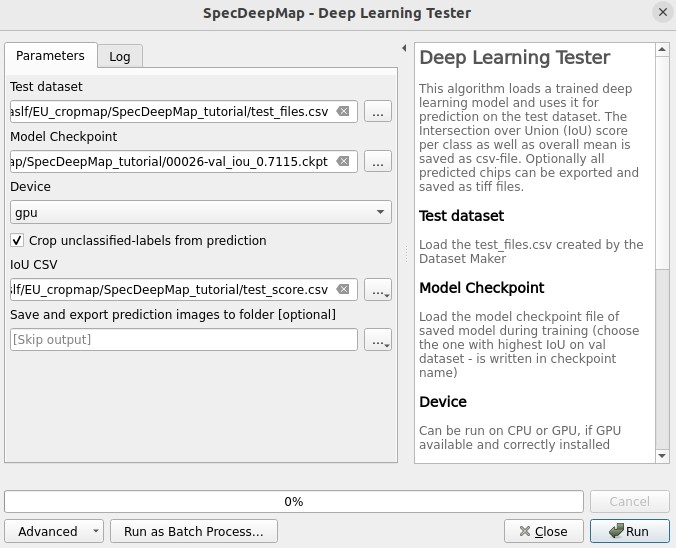 SpecDeepMap - Deep Learning Tester
Parameters
Log
Test dataset
aslf/EU_cropmap/SpecDeepMap_tutorial/test_files.csv
...
Model Checkpoint
ap/SpecDeepMap_tutorial/00026-val_iou_0.7115.ckpt
...
Device
gpu
Crop unclassified-labels from prediction
IoU CSV
slf/EU_cropmap/SpecDeepMap_tutorial/test_score.csv
...
Save and export prediction images to folder [optional]
[Skip output]
...
Deep Learning Tester
This algorithm loads a trained deep
learning model and uses it for
prediction on the test dataset. The
Intersection over Union (IoU) score
per class as well as overall mean is
saved as csv-file. Optionally all
predicted chips can be exported and
saved as tiff files.
Test dataset
Load the test_files.csv created by the
Dataset Maker
Model Checkpoint
Load the model checkpoint file of
saved model during training (choose
the one with highest IoU on val
dataset - is written in checkpoint
name)
Device
Can be run on CPU or GPU, if GPU
available and correctly installed
0%
Cancel
Advanced
Run as Batch Process...
Close
Run